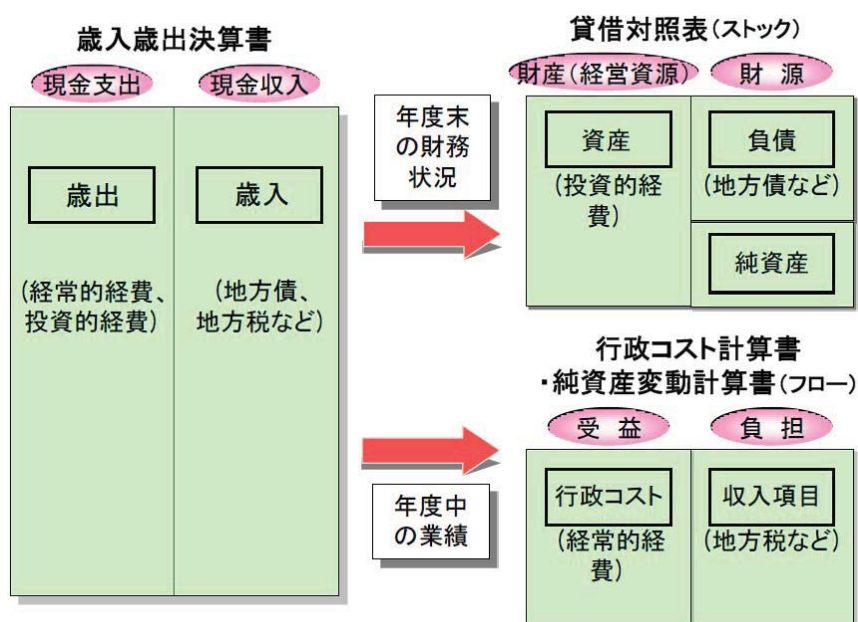 歳入歳出決算書
現金支出
現金収入
歳出
歳入
(経常的経費、
投資的経費)
(地方債、
地方税など)
年度末
の財務
状況
年度中
の業績
貸借対照表(ストック)
財産(経営資源)
財 源
資産
(投資的経
費)
負債
(地方債など)
純資産
行政コスト計算書
・純資産変動計算書(フロー)
受 益
負 担
行政コスト
(経常的経
費)
収入項目
(地方税など)